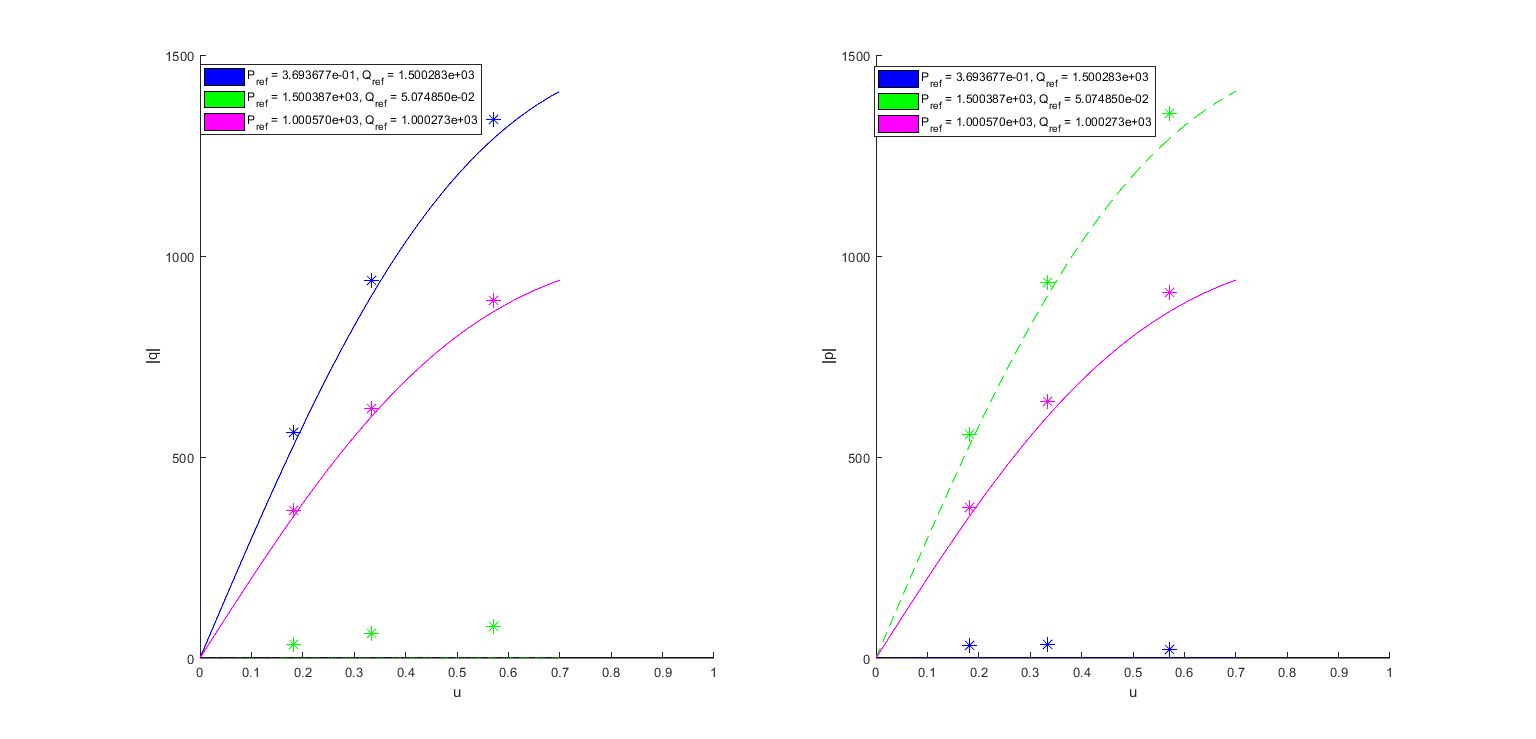 1500
1000
500
0
|q|
P_ref = 3.693677e-01, Q_ref = 1.500283e+03
P_ref = 1.500387e+03, Q_ref = 5.074850e-02
P_ref = 1.000570e+03, Q_ref = 1.000273e+03
0 0.1 0.2 0.3 0.4 0.5 0.6 0.7 0.8 0.9 1
u
1500
1000
500
0
|p|
P_ref = 3.693677e-01, Q_ref = 1.500283e+03
P_ref = 1.500387e+03, Q_ref = 5.074850e-02
P_ref = 1.000570e+03, Q_ref = 1.000273e+03
0 0.1 0.2 0.3 0.4 0.5 0.6 0.7 0.8 0.9 1
u